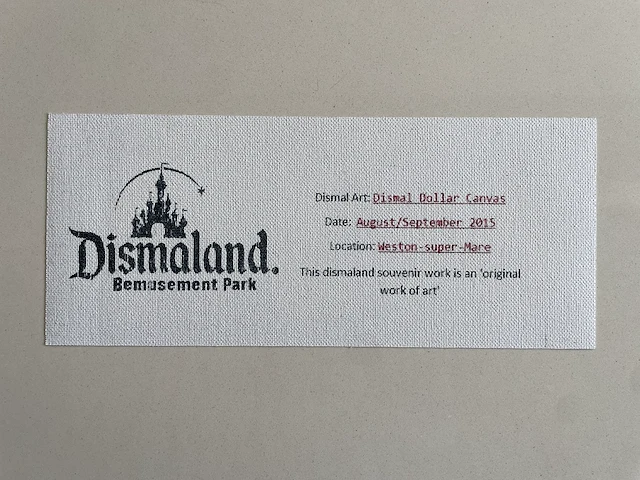 Dismaland.
Bemusement Park
Dismal Art: Dismal Dollar Canvas
Date: August/September 2015
Location: Weston-super-Mare
This dismaland souvenir work is an 'original
work of art'